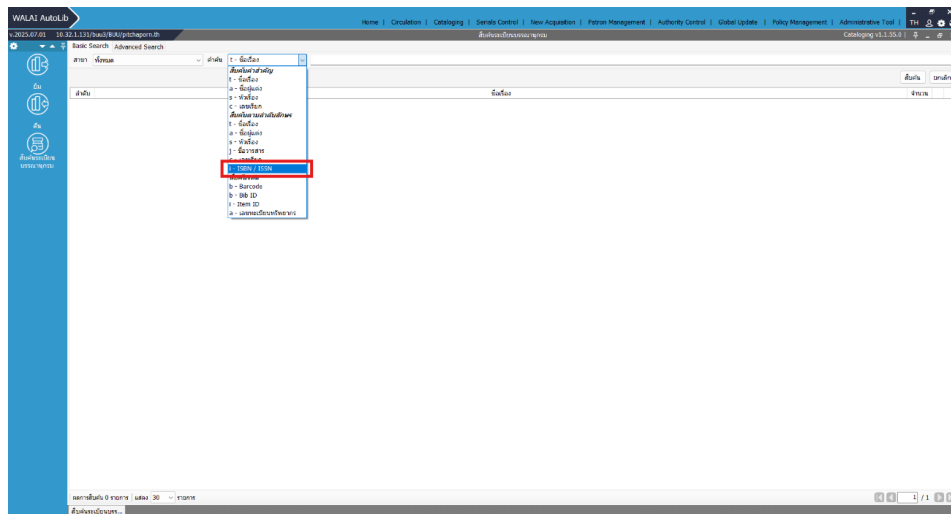 WALAI AutoLib
Home | Circulation | Cataloging | Serials Control | New Acquisition | Patron Management | Authority Control | Global Update | Policy Management | Administrative Tool | TH
v.2025.07.01 10.32.1.131/buu3/BUU/pitchaporn.th สืบค้นระเบียนบรรณานุกรม Cataloging v1.1.55.0 |
Basic Search Advanced Search
สาขา ทั้งหมด คำค้น t - ชื่อเรื่อง
สืบค้นคำสำคัญ
t - ชื่อเรื่อง
a - ชื่อผู้แต่ง
s - หัวเรื่อง
c - เลขเรียก
สืบค้นตามลำดับอักษร
t - ชื่อเรื่อง
a - ชื่อผู้แต่ง
s - หัวเรื่อง
j - ชื่อวารสาร
c - เลขเรียก
i - ISBN / ISSN
b - Barcode
b - Bib ID
i - Item ID
a - เลขทะเบียนทรัพยากร
สืบค้น ยกเลิก
ลำดับ ชื่อเรื่อง จำนวน
ยืม
คืน
สืบค้นระเบียน
บรรณานุกรม
ผลการสืบค้น 0 รายการ แสดง 30 รายการ
1 / 1
สืบค้นระเบียนบรร...